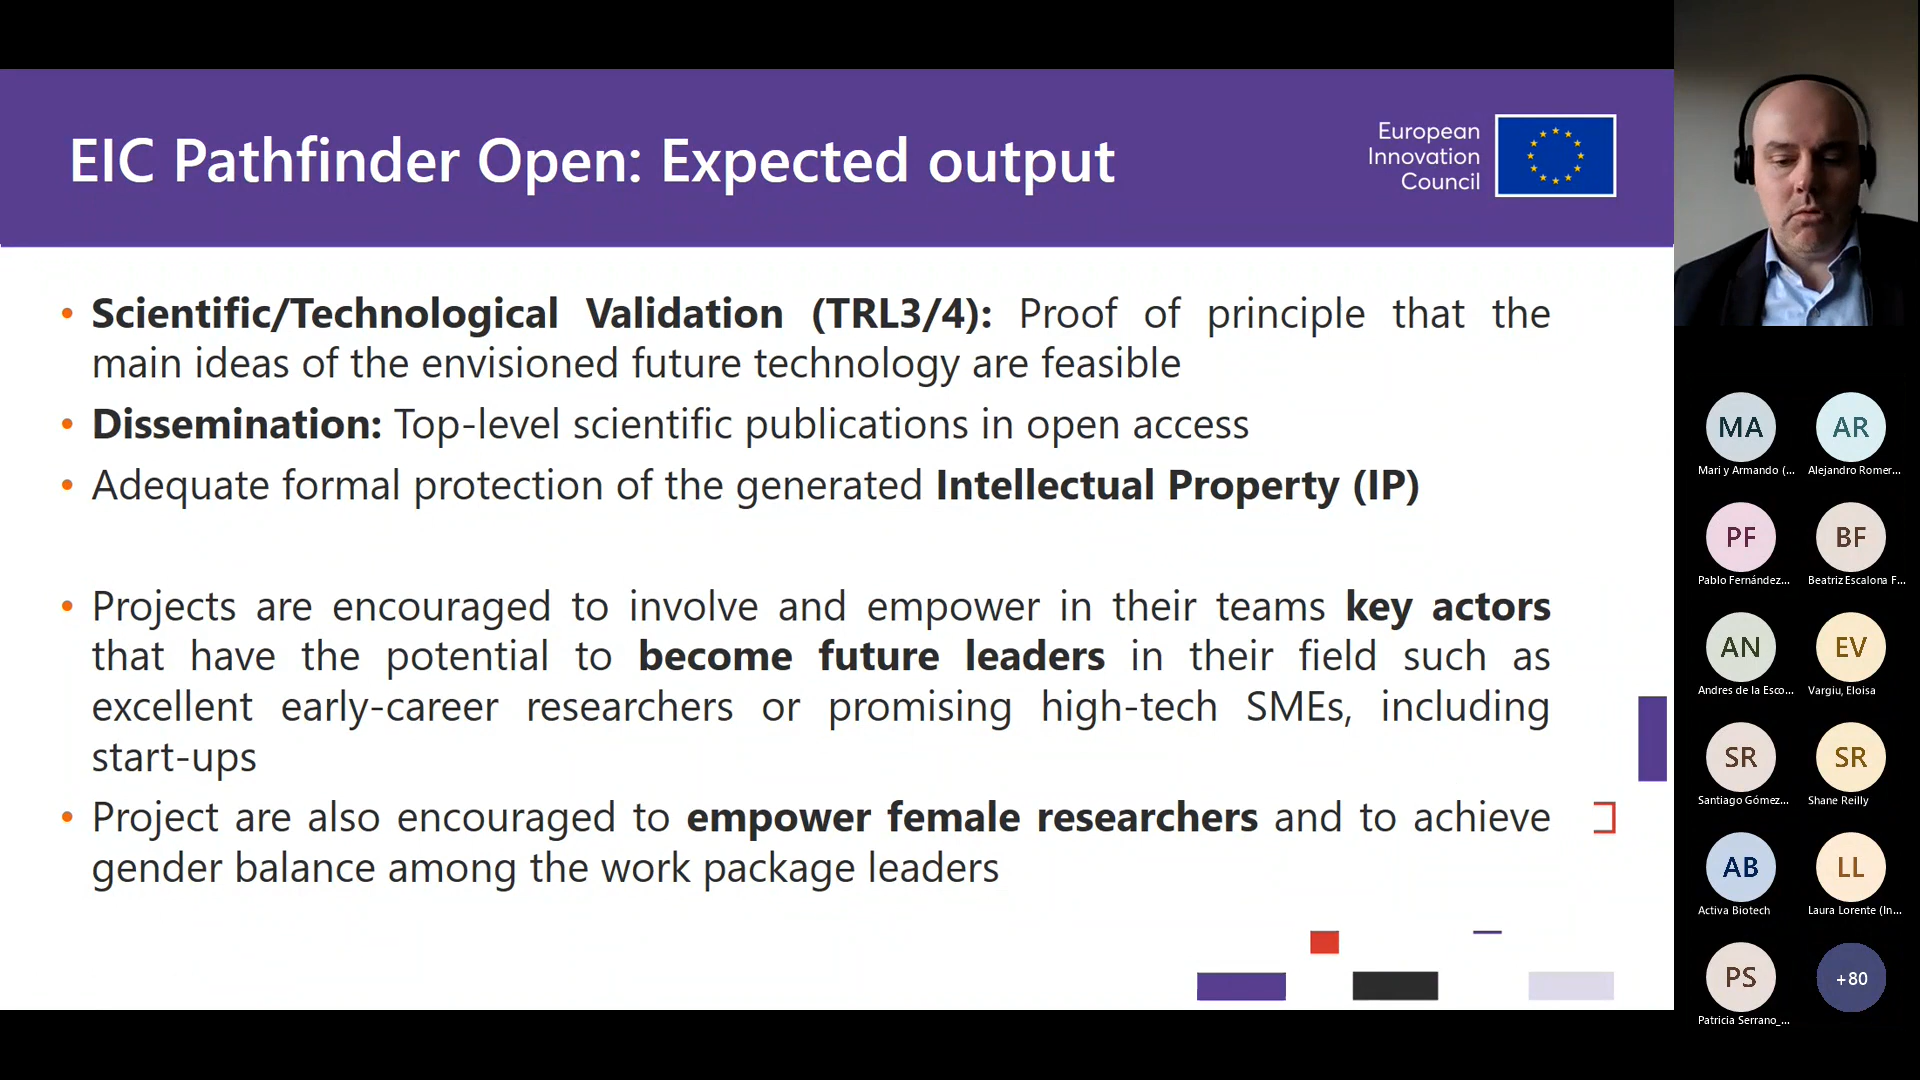 EIC Pathfinder Open: Expected output
European
Innovation
Council
• Scientific/Technological Validation (TRL3/4): Proof of principle that the
main ideas of the envisioned future technology are feasible
• Dissemination: Top-level scientific publications in open access
• Adequate formal protection of the generated Intellectual Property (IP)
• Projects are encouraged to involve and empower in their teams key actors
that have the potential to become future leaders in their field such as
excellent early-career researchers or promising high-tech SMEs, including
start-ups
• Project are also encouraged to empower female researchers and to achieve
gender balance among the work package leaders
MA
Mari y Armando (...
AR
Alejandro Romer...
PF
Pablo Fernández...
BF
Beatriz Escalona F...
AN
Andres de la Esco...
EV
Vargiu, Eloisa
SR
Santiago Gómez...
SR
Shane Reilly
AB
Activa Biotech
LL
Laura Lorente (In...
PS
Patricia Serrano_...
+80